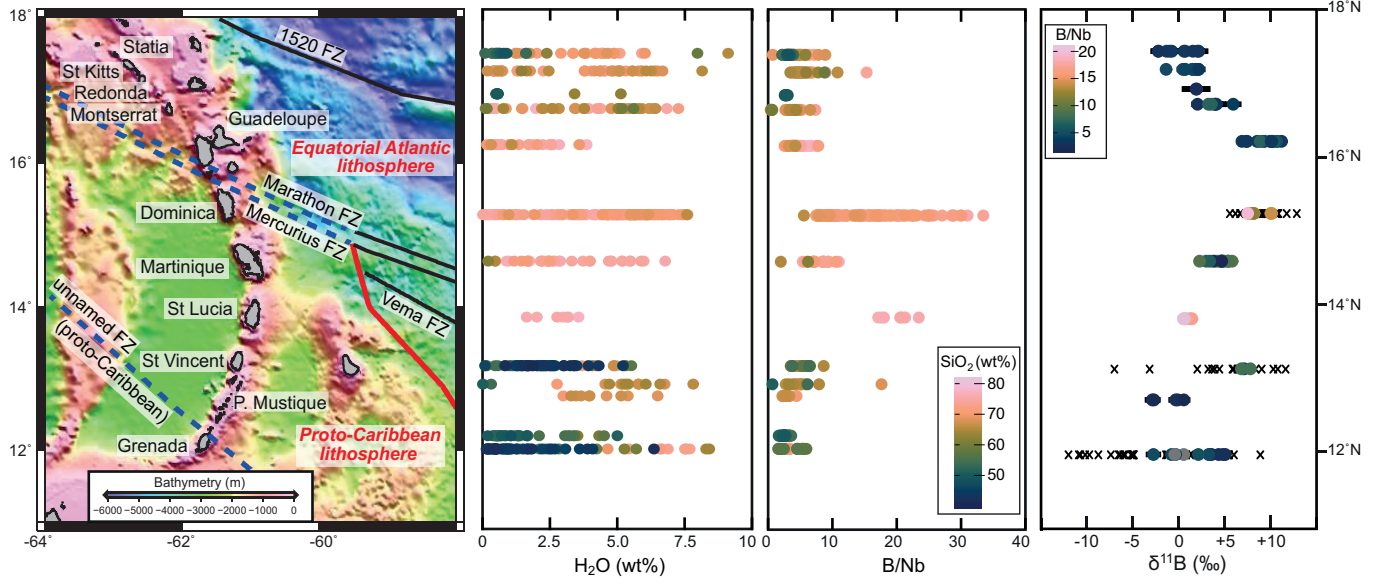 18°
16°
14°
12°
-64°
-62°
-60°
Statia
St Kitts
Redonda
Montserrat
Guadeloupe
1520 FZ
Equatorial Atlantic
lithosphere
Marathon FZ
Mercurius FZ
Dominica
Martinique
Vema FZ
St Lucia
unnamed FZ
(proto-Caribbean)
St Vincent
P. Mustique
Grenada
Proto-Caribbean
lithosphere
Bathymetry (m)
−6000 −5000 −4000 −3000 −2000 −1000 0
0 2.5 5.0 7.5 10
H2O (wt%)
SiO2 (wt%)
80
70
60
50
0 10 20 30 40
B/Nb
B/Nb
20
15
10
5
-10 -5 0 +5 +10
δ11B (‰)
18°N
16°N
14°N
12°N